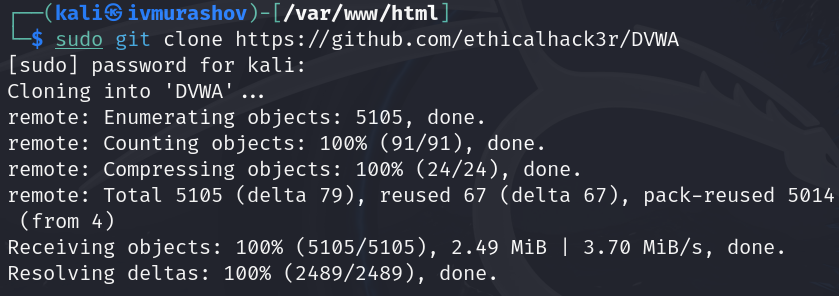 ┌──(kali㉿ivmurashov)-[/var/www/html]
└─$ sudo git clone https://github.com/ethicalhack3r/DVWA
[sudo] password for kali:
Cloning into 'DVWA'...
remote: Enumerating objects: 5105, done.
remote: Counting objects: 100% (91/91), done.
remote: Compressing objects: 100% (24/24), done.
remote: Total 5105 (delta 79), reused 67 (delta 67), pack-reused 5014
 (from 4)
Receiving objects: 100% (5105/5105), 2.49 MiB | 3.70 MiB/s, done.
Resolving deltas: 100% (2489/2489), done.